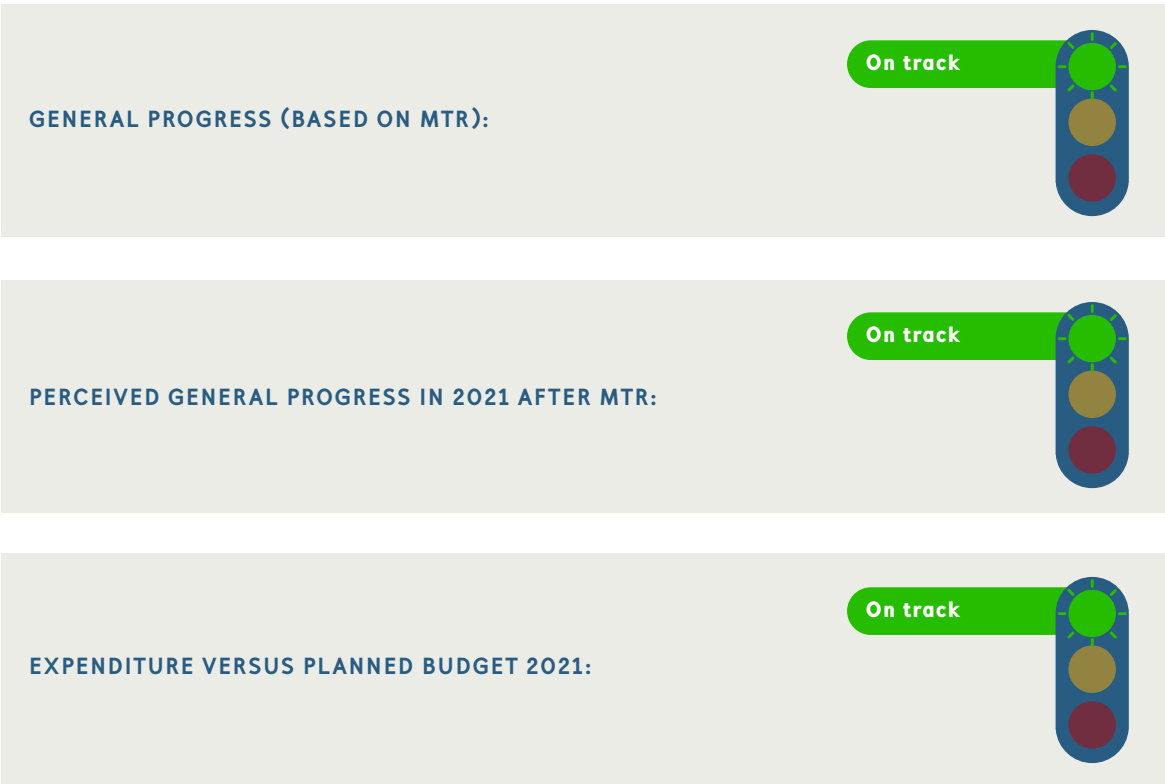 On track
GENERAL PROGRESS (BASED ON MTR):
On track
PERCEIVED GENERAL PROGRESS IN 2021 AFTER MTR:
On track
EXPENDITURE VERSUS PLANNED BUDGET 2021: